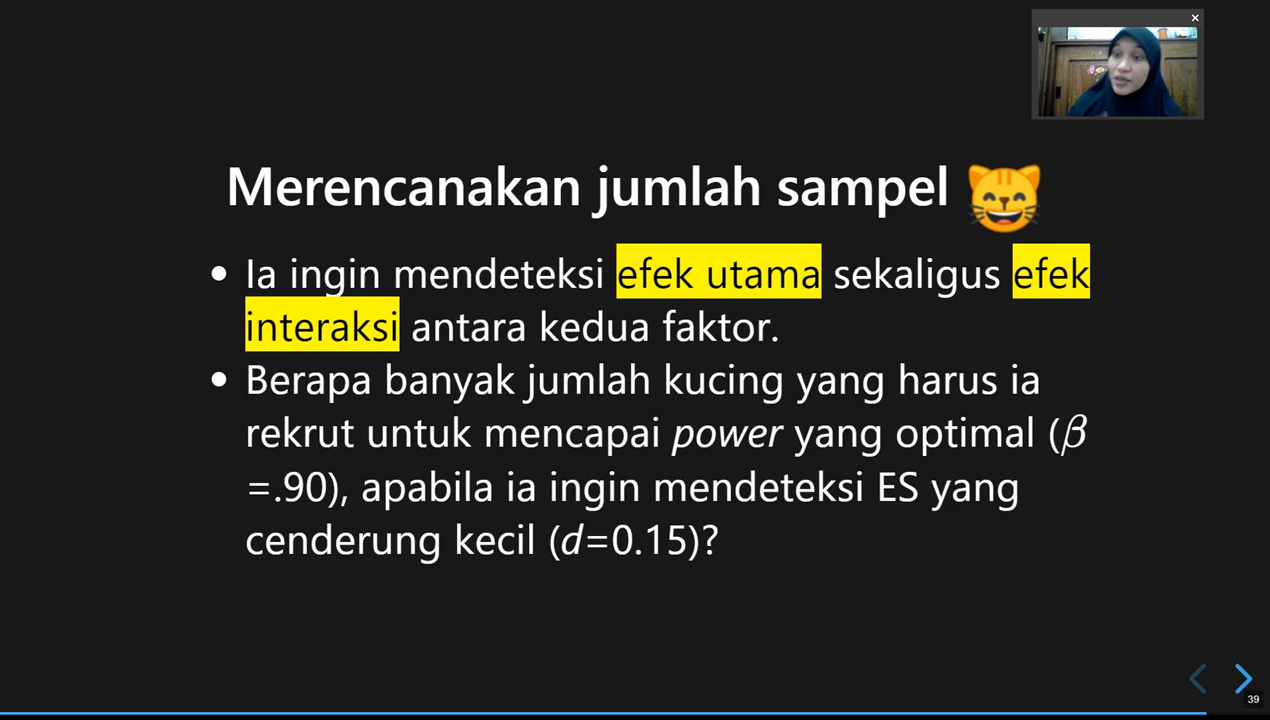 Merencanakan jumlah sampel
• Ia ingin mendeteksi efek utama sekaligus efek
interaksi antara kedua faktor.
• Berapa banyak jumlah kucing yang harus ia
rekrut untuk mencapai power yang optimal (β
=.90), apabila ia ingin mendeteksi ES yang
cenderung kecil (d=0.15)?
39